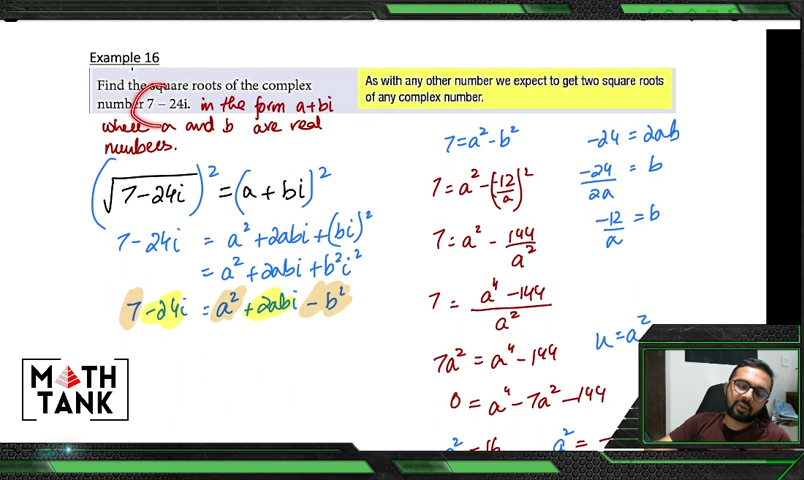 Example 16
Find the square roots of the complex
number 7 – 24i. in the form a+bi
where a and b are real
numbers.
As with any other number we expect to get two square roots
of any complex number.
(√7-24i)² = (a + bi)²
7-24i = a² + 2abi + (bi)²
= a² + 2abi + b²i²
7 -24i = a² + 2abi - b²
7 = a² - b²
7 = a² - (-12/a)²
7 = a² - 144/a²
7 = a⁴ - 144/a²
7a² = a⁴ - 144
0 = a⁴ - 7a² - 144
-24 = 2ab
-24/2a = b
-12/a = b
u = a²
a² = 16
a² = -
MATH
TANK